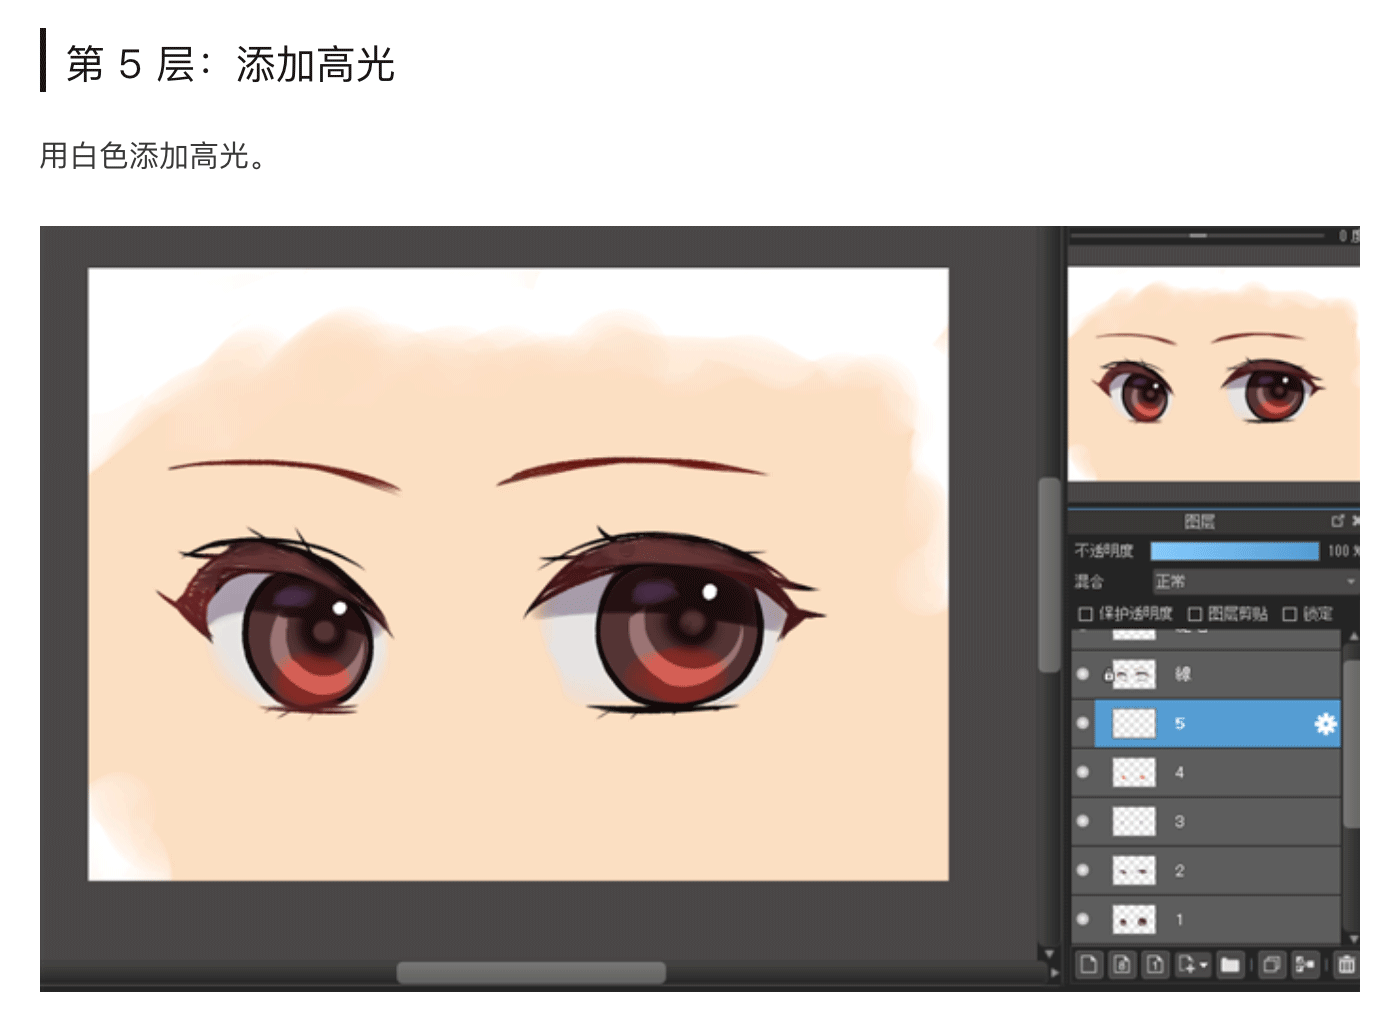 第 5 层：添加高光
用白色添加高光。
图层
不透明度 100 %
混合 正常
保护透明度 图层剪贴 锁定
線
5
4
3
2
1